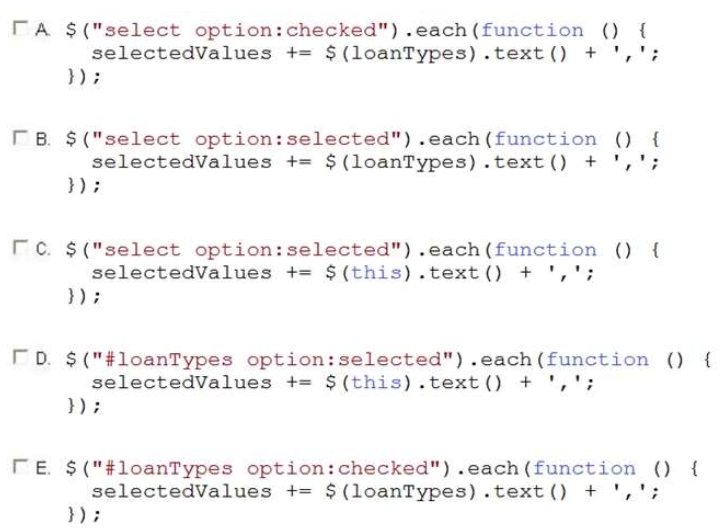 A. $("select option:checked").each(function () {
selectedValues += $(loanTypes).text() + ',';
});
B. $("select option:selected").each(function () {
selectedValues += $(loanTypes).text() + ',';
});
C. $("select option:selected").each(function () {
selectedValues += $(this).text() + ',';
});
D. $("#loanTypes option:selected").each(function () {
selectedValues += $(this).text() + ',';
});
E. $("#loanTypes option:checked").each(function () {
selectedValues += $(loanTypes).text() + ',';
});